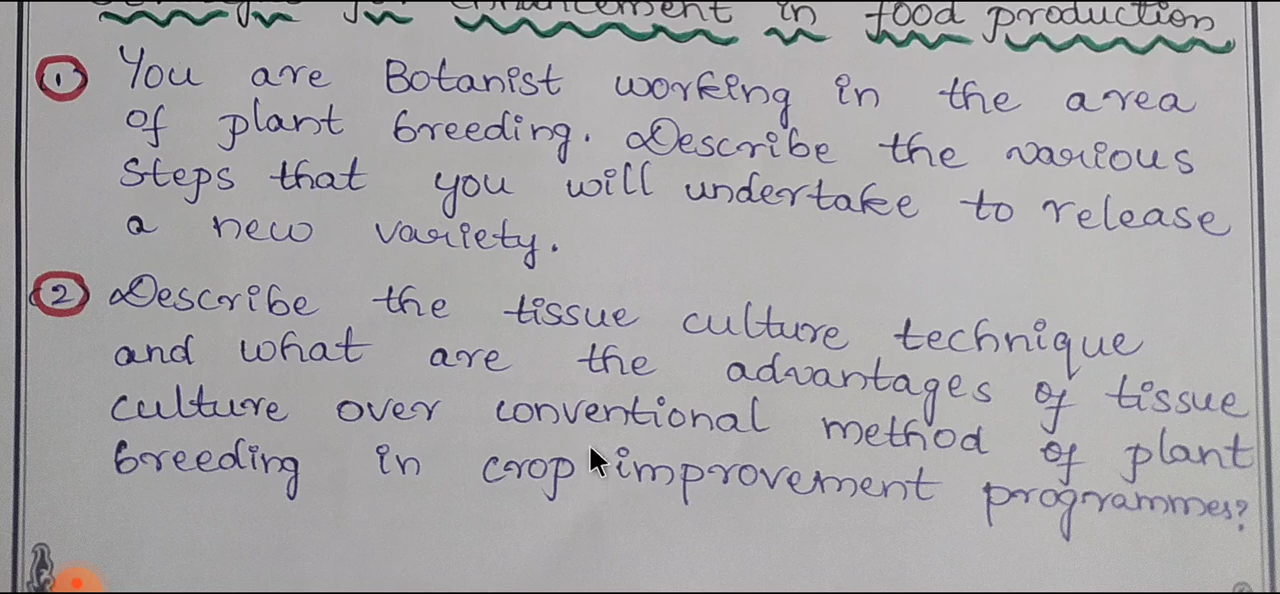 for enhancement in food production
① You are Botanist working in the area
of plant breeding. Describe the various
steps that you will undertake to release
a new variety.
② Describe the tissue culture technique
and what are the advantages of tissue
culture over conventional method of plant
breeding in crop improvement programmes?